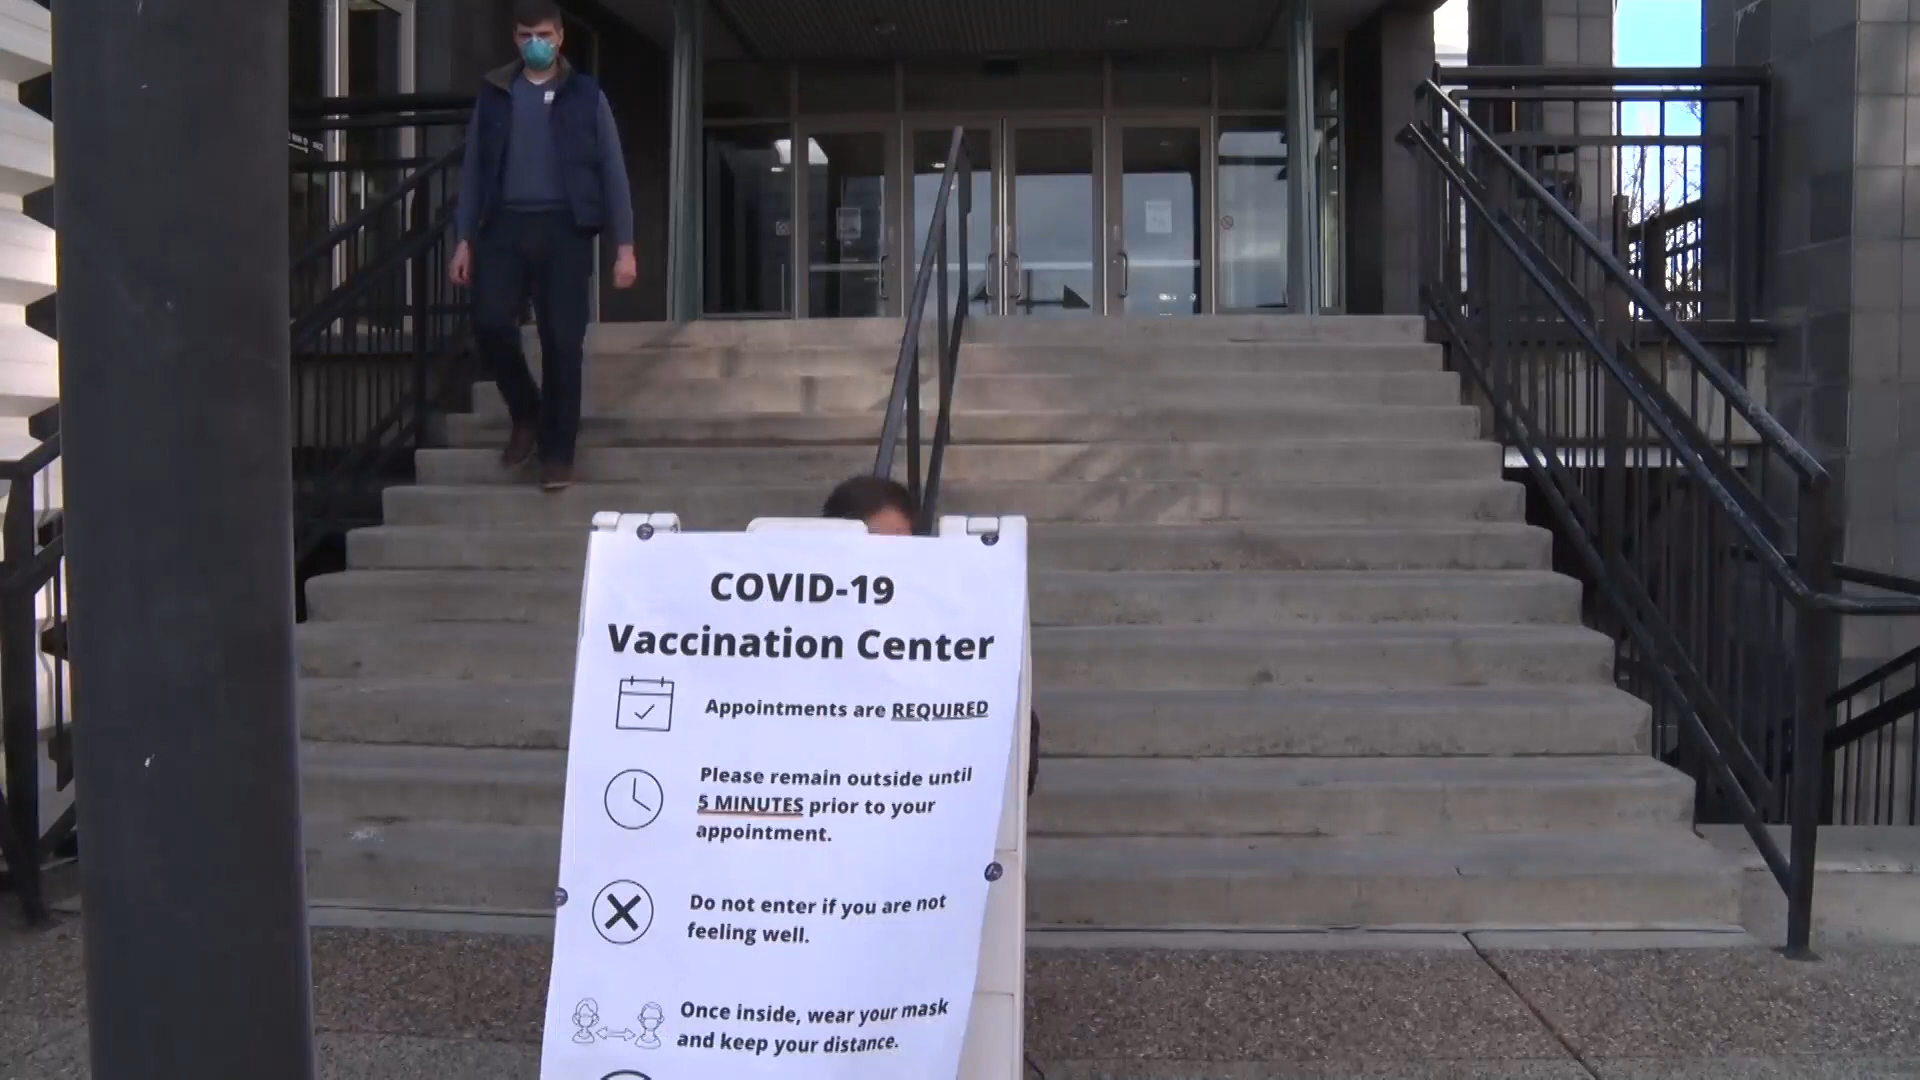 COVID-19
Vaccination Center
Appointments are REQUIRED
Please remain outside until
5 MINUTES prior to your
appointment.
Do not enter if you are not
feeling well.
Once inside, wear your mask
and keep your distance.